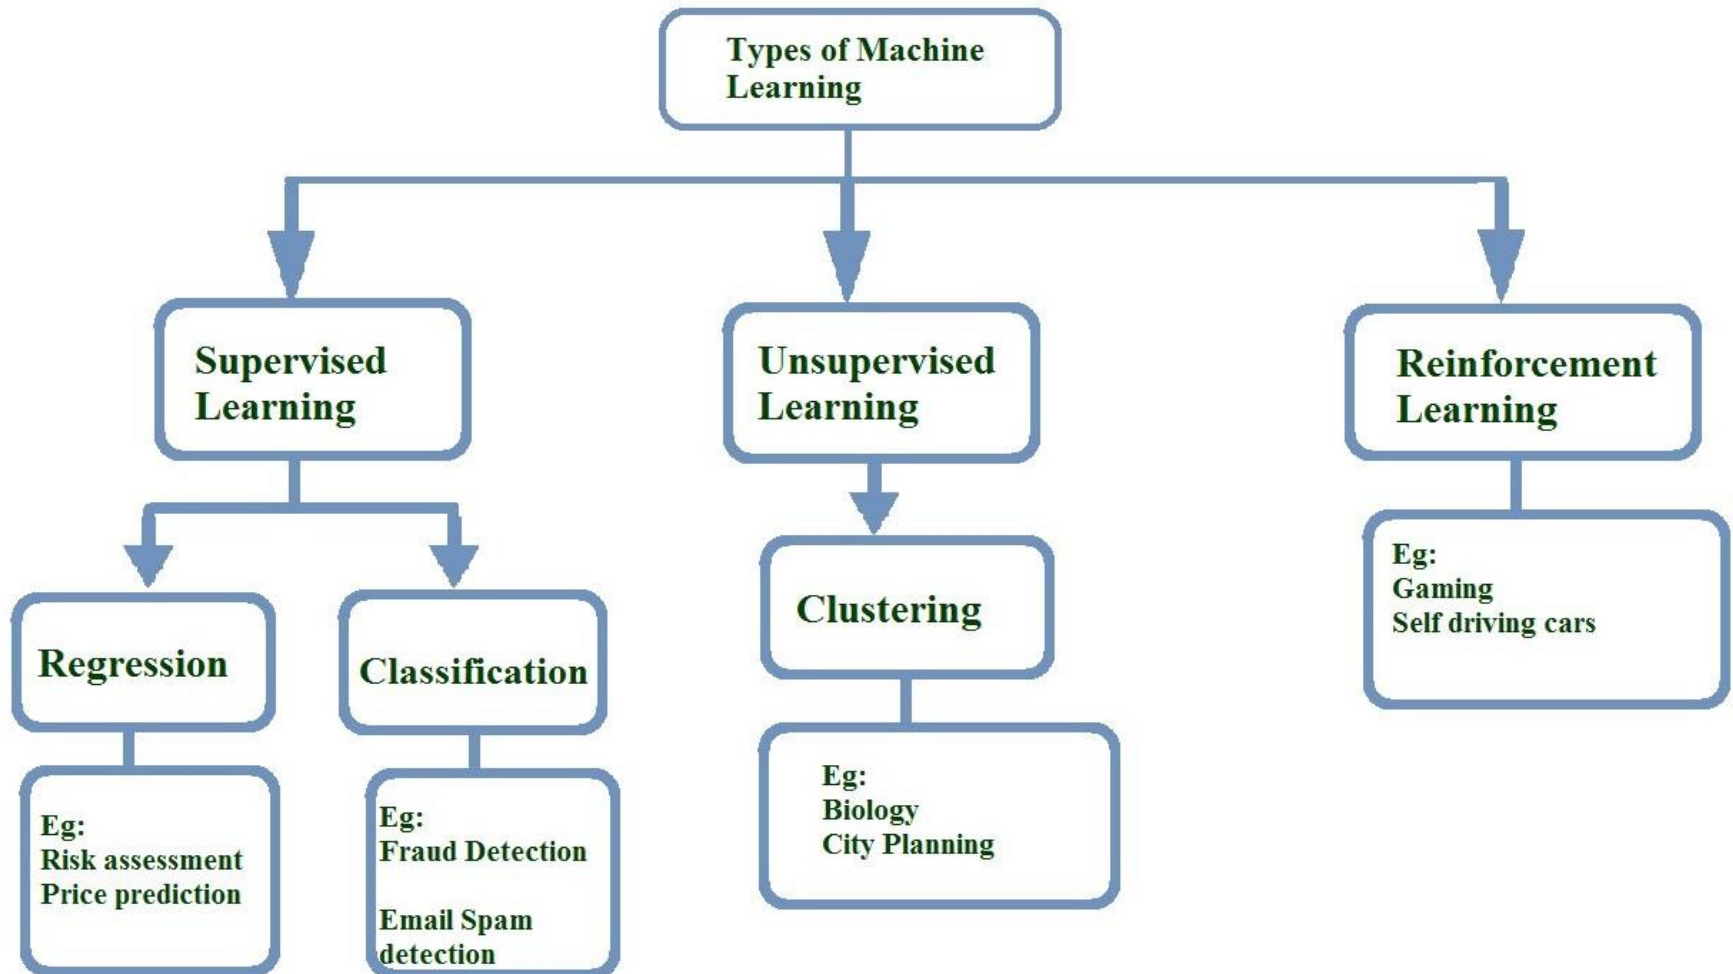 Types of Machine
Learning
Supervised
Learning
Unsupervised
Learning
Reinforcement
Learning
Regression
Classification
Clustering
Eg:
Gaming
Self driving cars
Eg:
Risk assessment
Price prediction
Eg:
Fraud Detection
Email Spam
detection
Eg:
Biology
City Planning